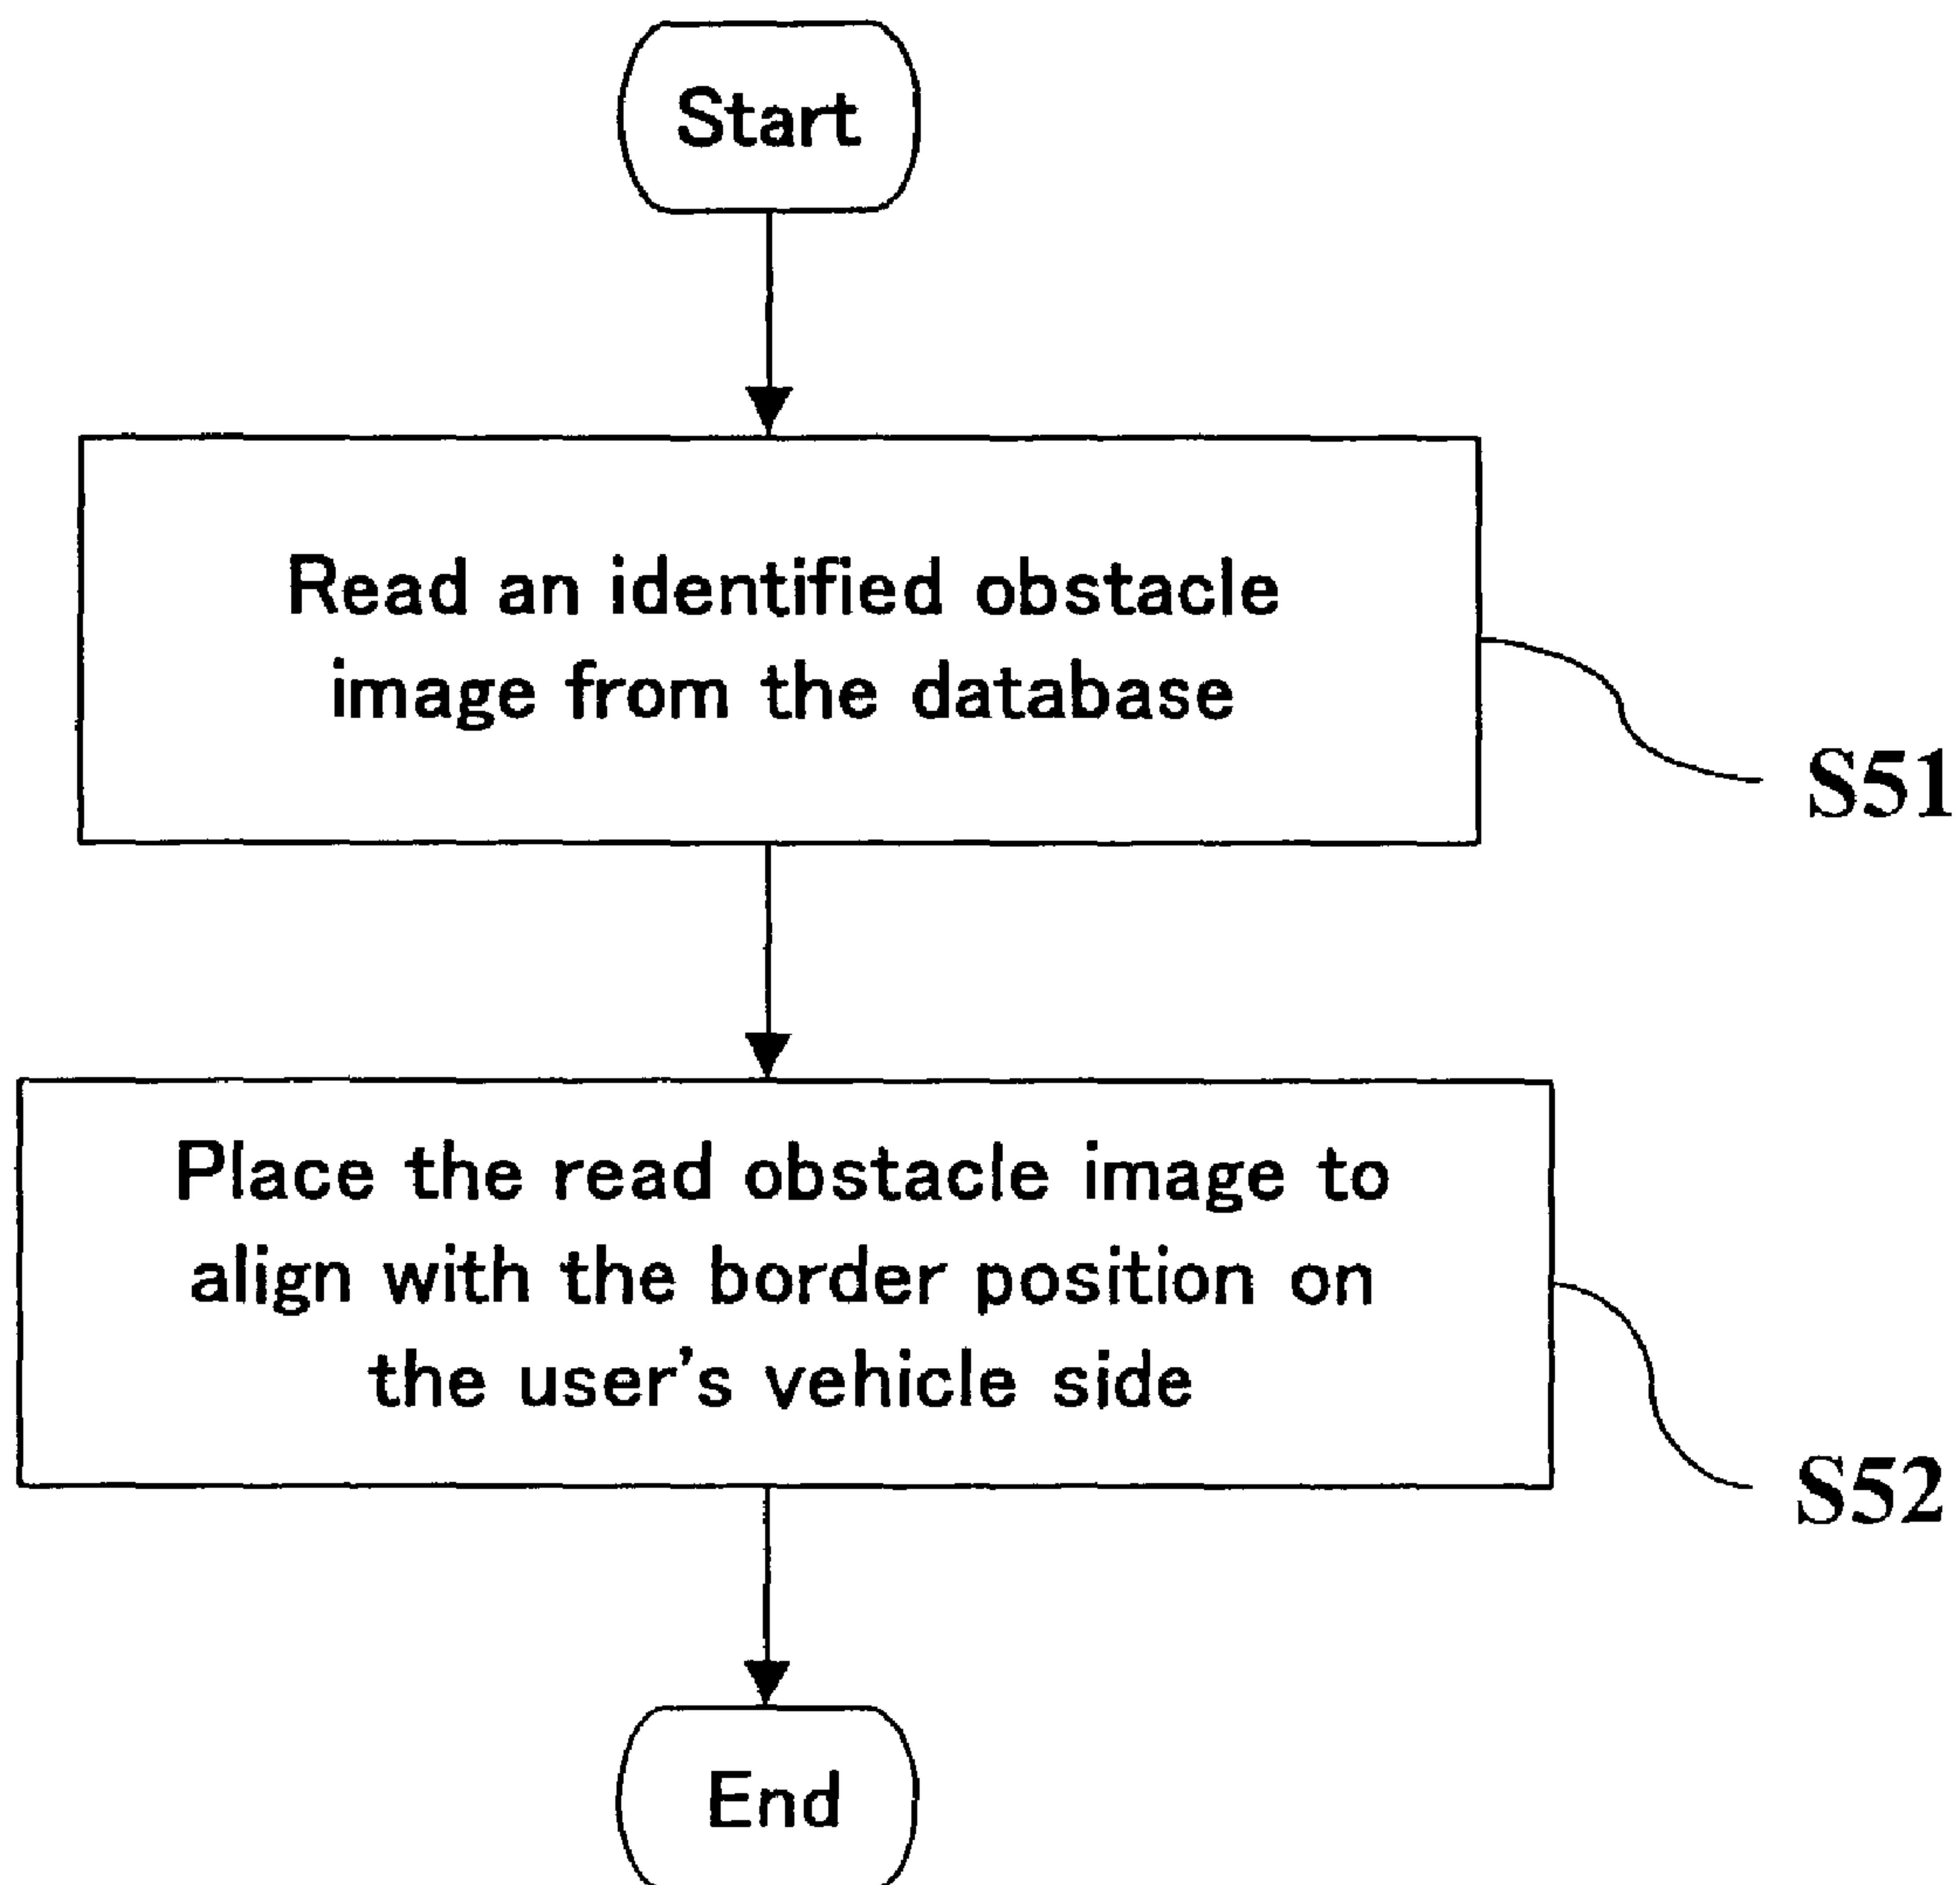 Start
Read an identified obstacle
image from the database
S51
Place the read obstacle image to
align with the border position on
the user's vehicle side
S52
End